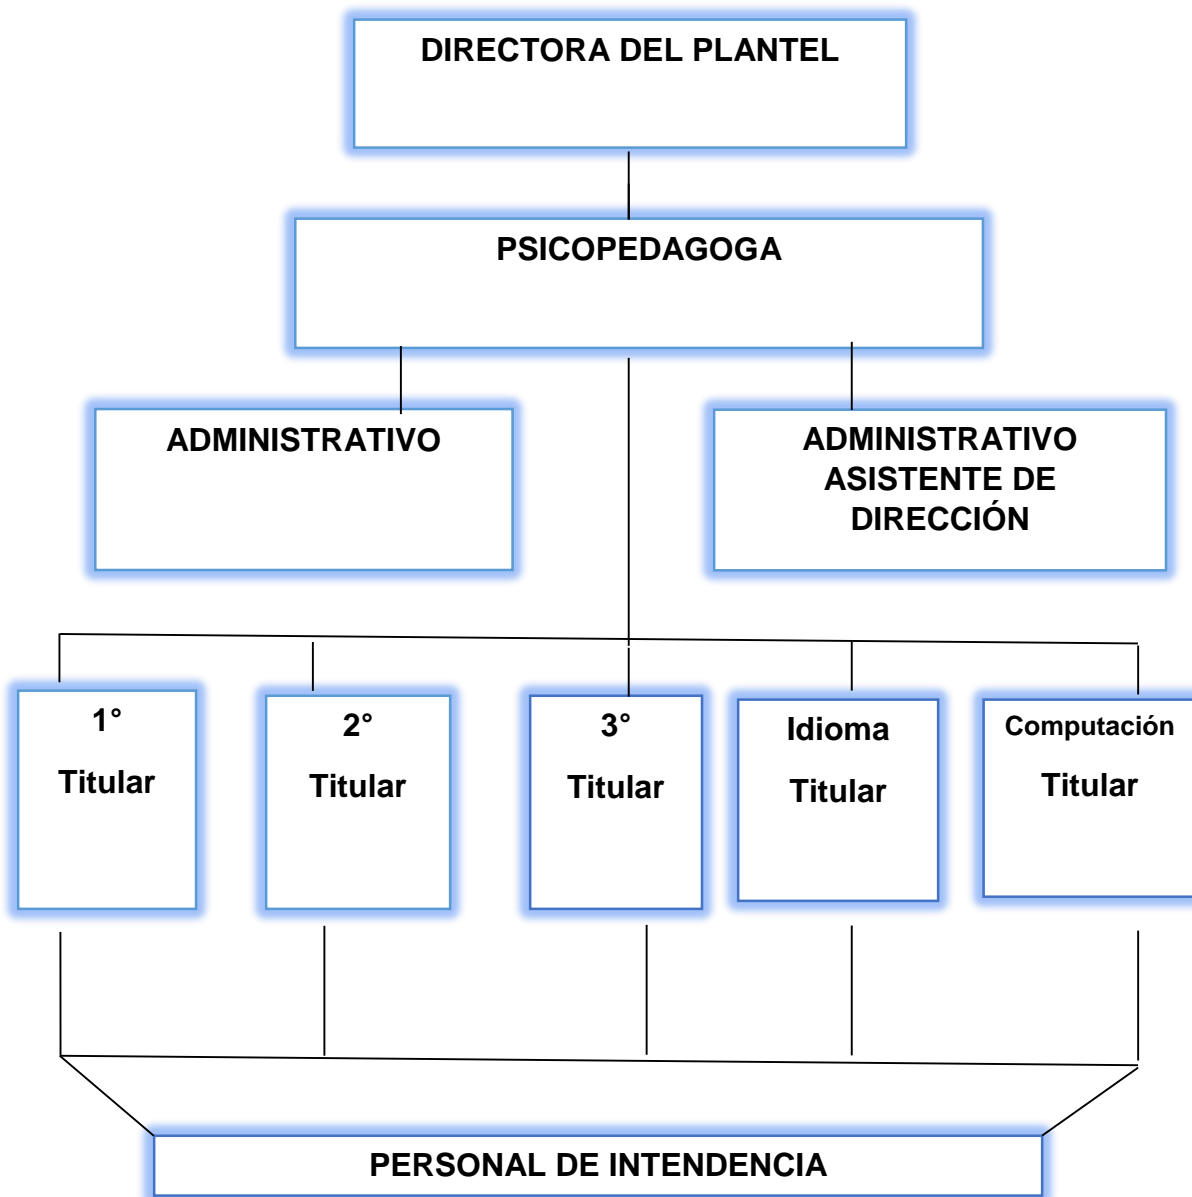 DIRECTORA DEL PLANTEL
PSICOPEDAGOGA
ADMINISTRATIVO
ADMINISTRATIVO
ASISTENTE DE
DIRECCIÓN
1°
Titular
2°
Titular
3°
Titular
Idioma
Titular
Computación
Titular
PERSONAL DE INTENDENCIA